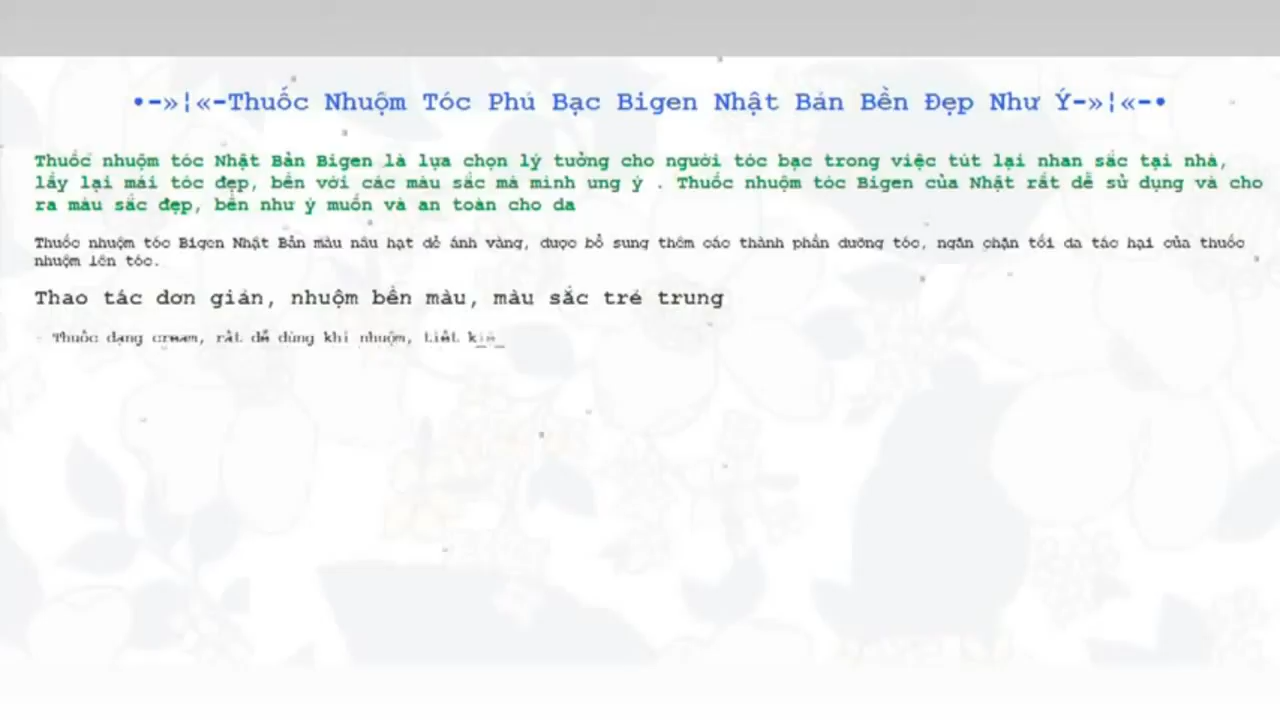 •-»¦«-Thuốc Nhuộm Tóc Phủ Bạc Bigen Nhật Bản Bền Đẹp Như Ý-»¦«-•
Thuốc nhuộm tóc Nhật Bản Bigen là lựa chọn lý tưởng cho người tóc bạc trong việc tút lại nhan sắc tại nhà,
lấy lại mái tóc đẹp, bền với các màu sắc mà mình ưng ý . Thuốc nhuộm tóc Bigen của Nhật rất dễ sử dụng và cho
ra màu sắc đẹp, bền như ý muốn và an toàn cho da
Thuốc nhuộm tóc Bigen Nhật Bản màu nâu hạt dẻ ánh vàng, được bổ sung thêm các thành phần dưỡng tóc, ngăn chặn tối đa tác hại của thuốc
nhuộm lên tóc.
Thao tác đơn giản, nhuộm bền màu, màu sắc trẻ trung
- Thuốc dạng cream, rất dễ dùng khi nhuộm, tiết